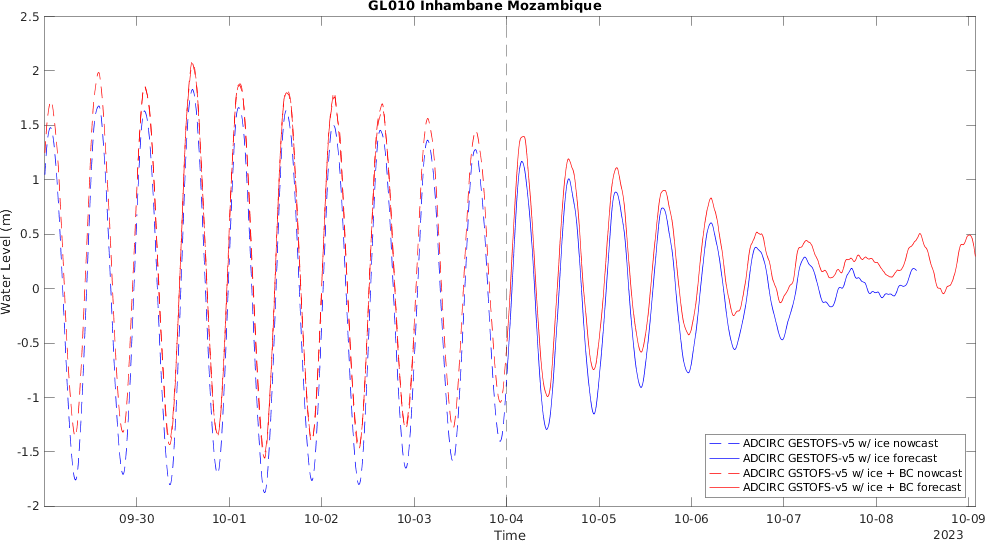 GL010 Inhambane Mozambique
2.5
2
1.5
1
0.5
0
-0.5
-1
-1.5
-2
Water Level (m)
ADCIRC GESTOFS-v5 w/ ice nowcast
ADCIRC GESTOFS-v5 w/ ice forecast
ADCIRC GSTOFS-v5 w/ ice + BC nowcast
ADCIRC GSTOFS-v5 w/ ice + BC forecast
09-30 10-01 10-02 10-03 10-04 10-05 10-06 10-07 10-08 10-09
Time
2023